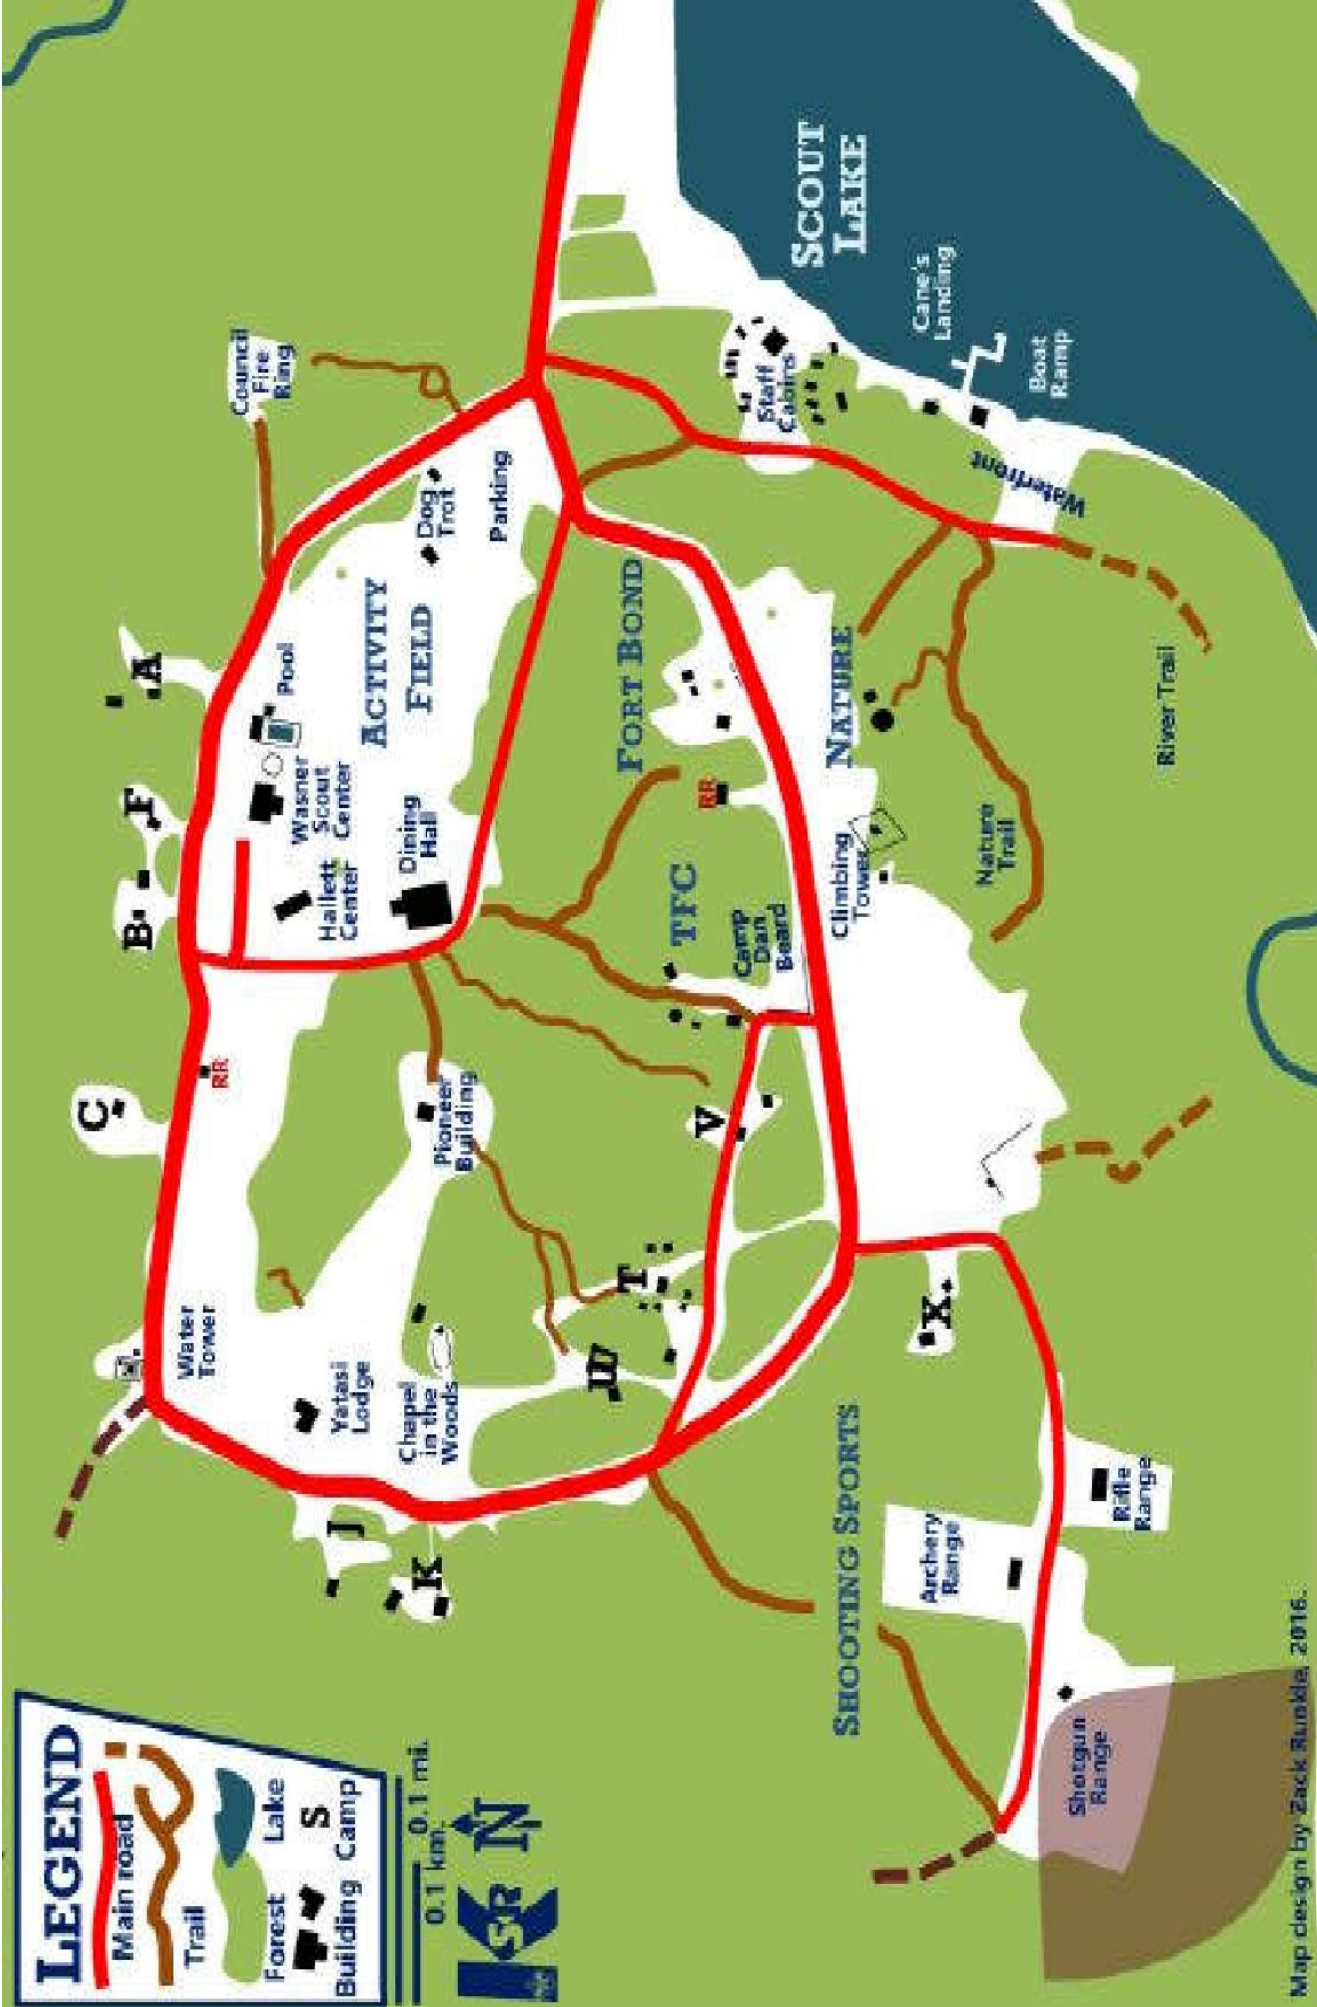 LEGEND
Main road
Trail
Forest
Lake
Building
S
Camp
0.1 km.
0.1 mi.
N
SR
Water
Tower
C
RR
B
F
A
Council
Fire
Ring
J
K
Yatasi
Lodge
Chapel
in the
Woods
Pioneer
Building
Hallett
Center
Wasner
Scout
Center
Pool
Dining
Hall
ACTIVITY
FIELD
Dog
Trot
Parking
U
T
V
TFC
Camp
Dan
Beard
RR
FORT BOND
Staff
Cabins
SCOUT
LAKE
Cane's
Landing
Boat
Ramp
Waterfront
SHOOTING SPORTS
X
Climbing
Tower
NATURE
Nature
Trail
River Trail
Archery
Range
Rifle
Range
Shotgun
Range
Map design by Zack Runkle, 2016.